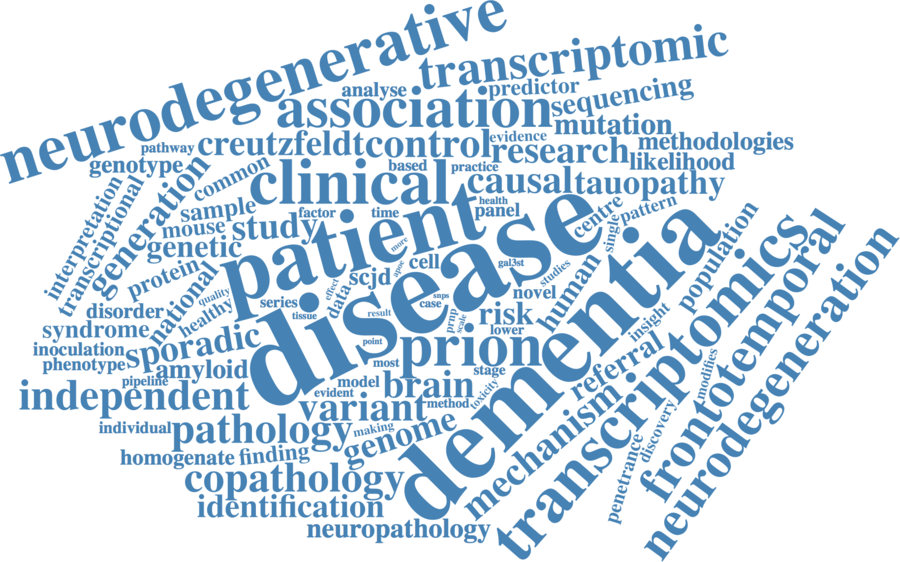 neurodegenerative
transcriptomic
analyse
predictor
association
sequencing
evidence
mutation
pathway
creutzfeldt
control
research
methodologies
genotype
based
practice
likelihood
common
clinical
causal
tauopathy
interpretation
transcriptional
generation
sample
factor
time
health
panel
centre
single
pattern
mouse
study
patient
disease
dementia
population
genetic
more
protein
national
apoe
cell
gal3st
studies
human
scjd
effect
data
quality
healthy
series
tissue
snps
case
novel
insight
disorder
result
prnp
scale
risk
lower
syndrome
sporadic
point
prion
referral
transcriptomics
frontotemporal
neurodegeneration
inoculation
phenotype
amyloid
most
stage
modifies
pipeline
model
brain
toxicity
mechanism
independent
evident
variant
method
discovery
individual
pathology
making
genome
penetrance
homogenate
finding
copathology
identification
neuropathology